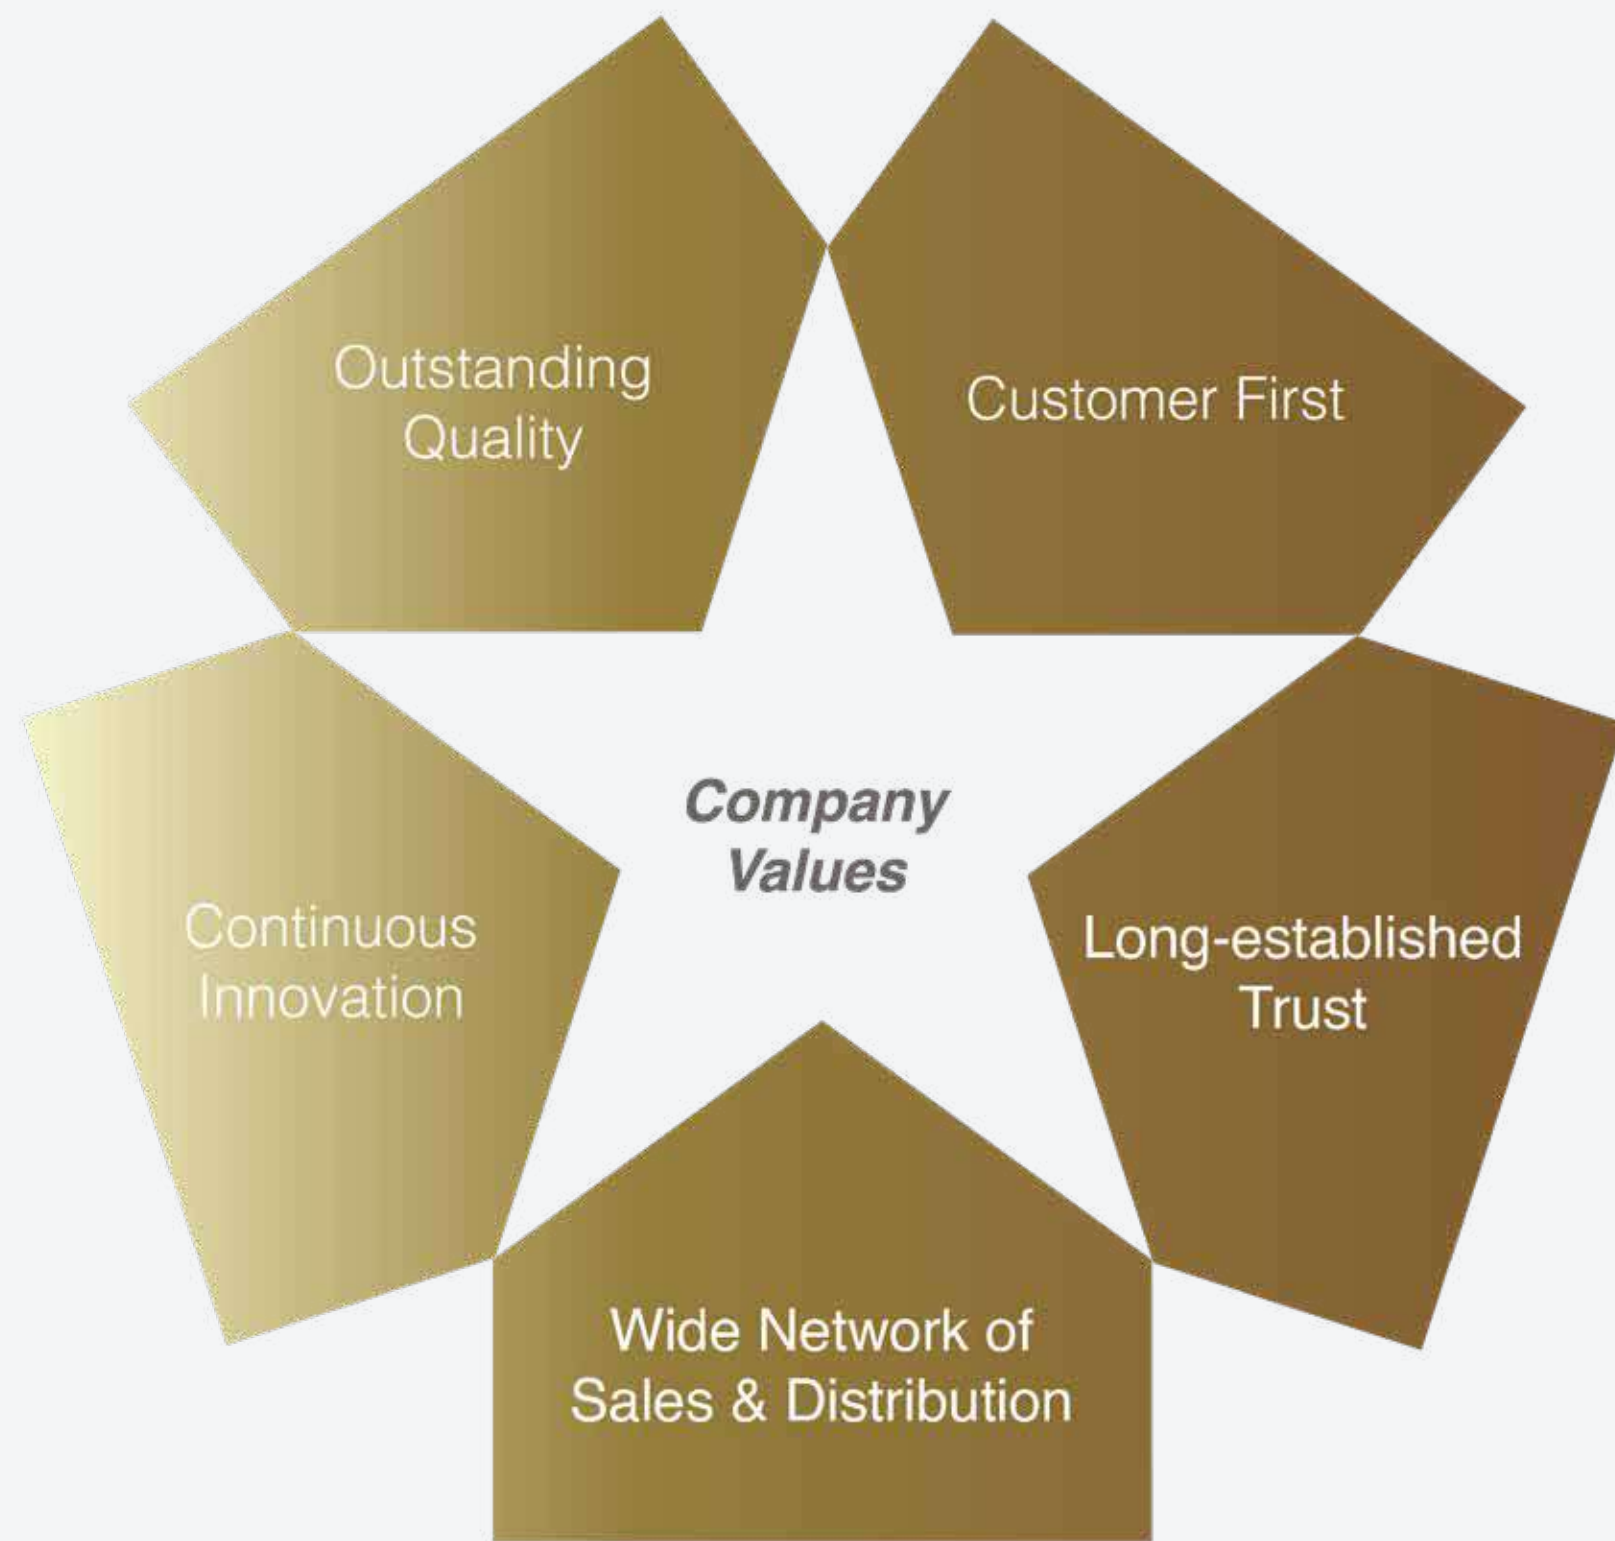 Outstanding
Quality
Customer First
Company
Values
Continuous
Innovation
Long-established
Trust
Wide Network of
Sales & Distribution